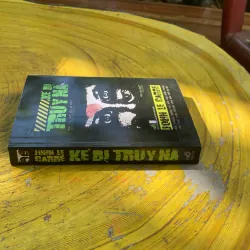 KẺ BỊ
TRUY NÃ
JOHN LE CARRÉ
JOHN LE
CARRÉ
KẺ BỊ TRUY NÃ